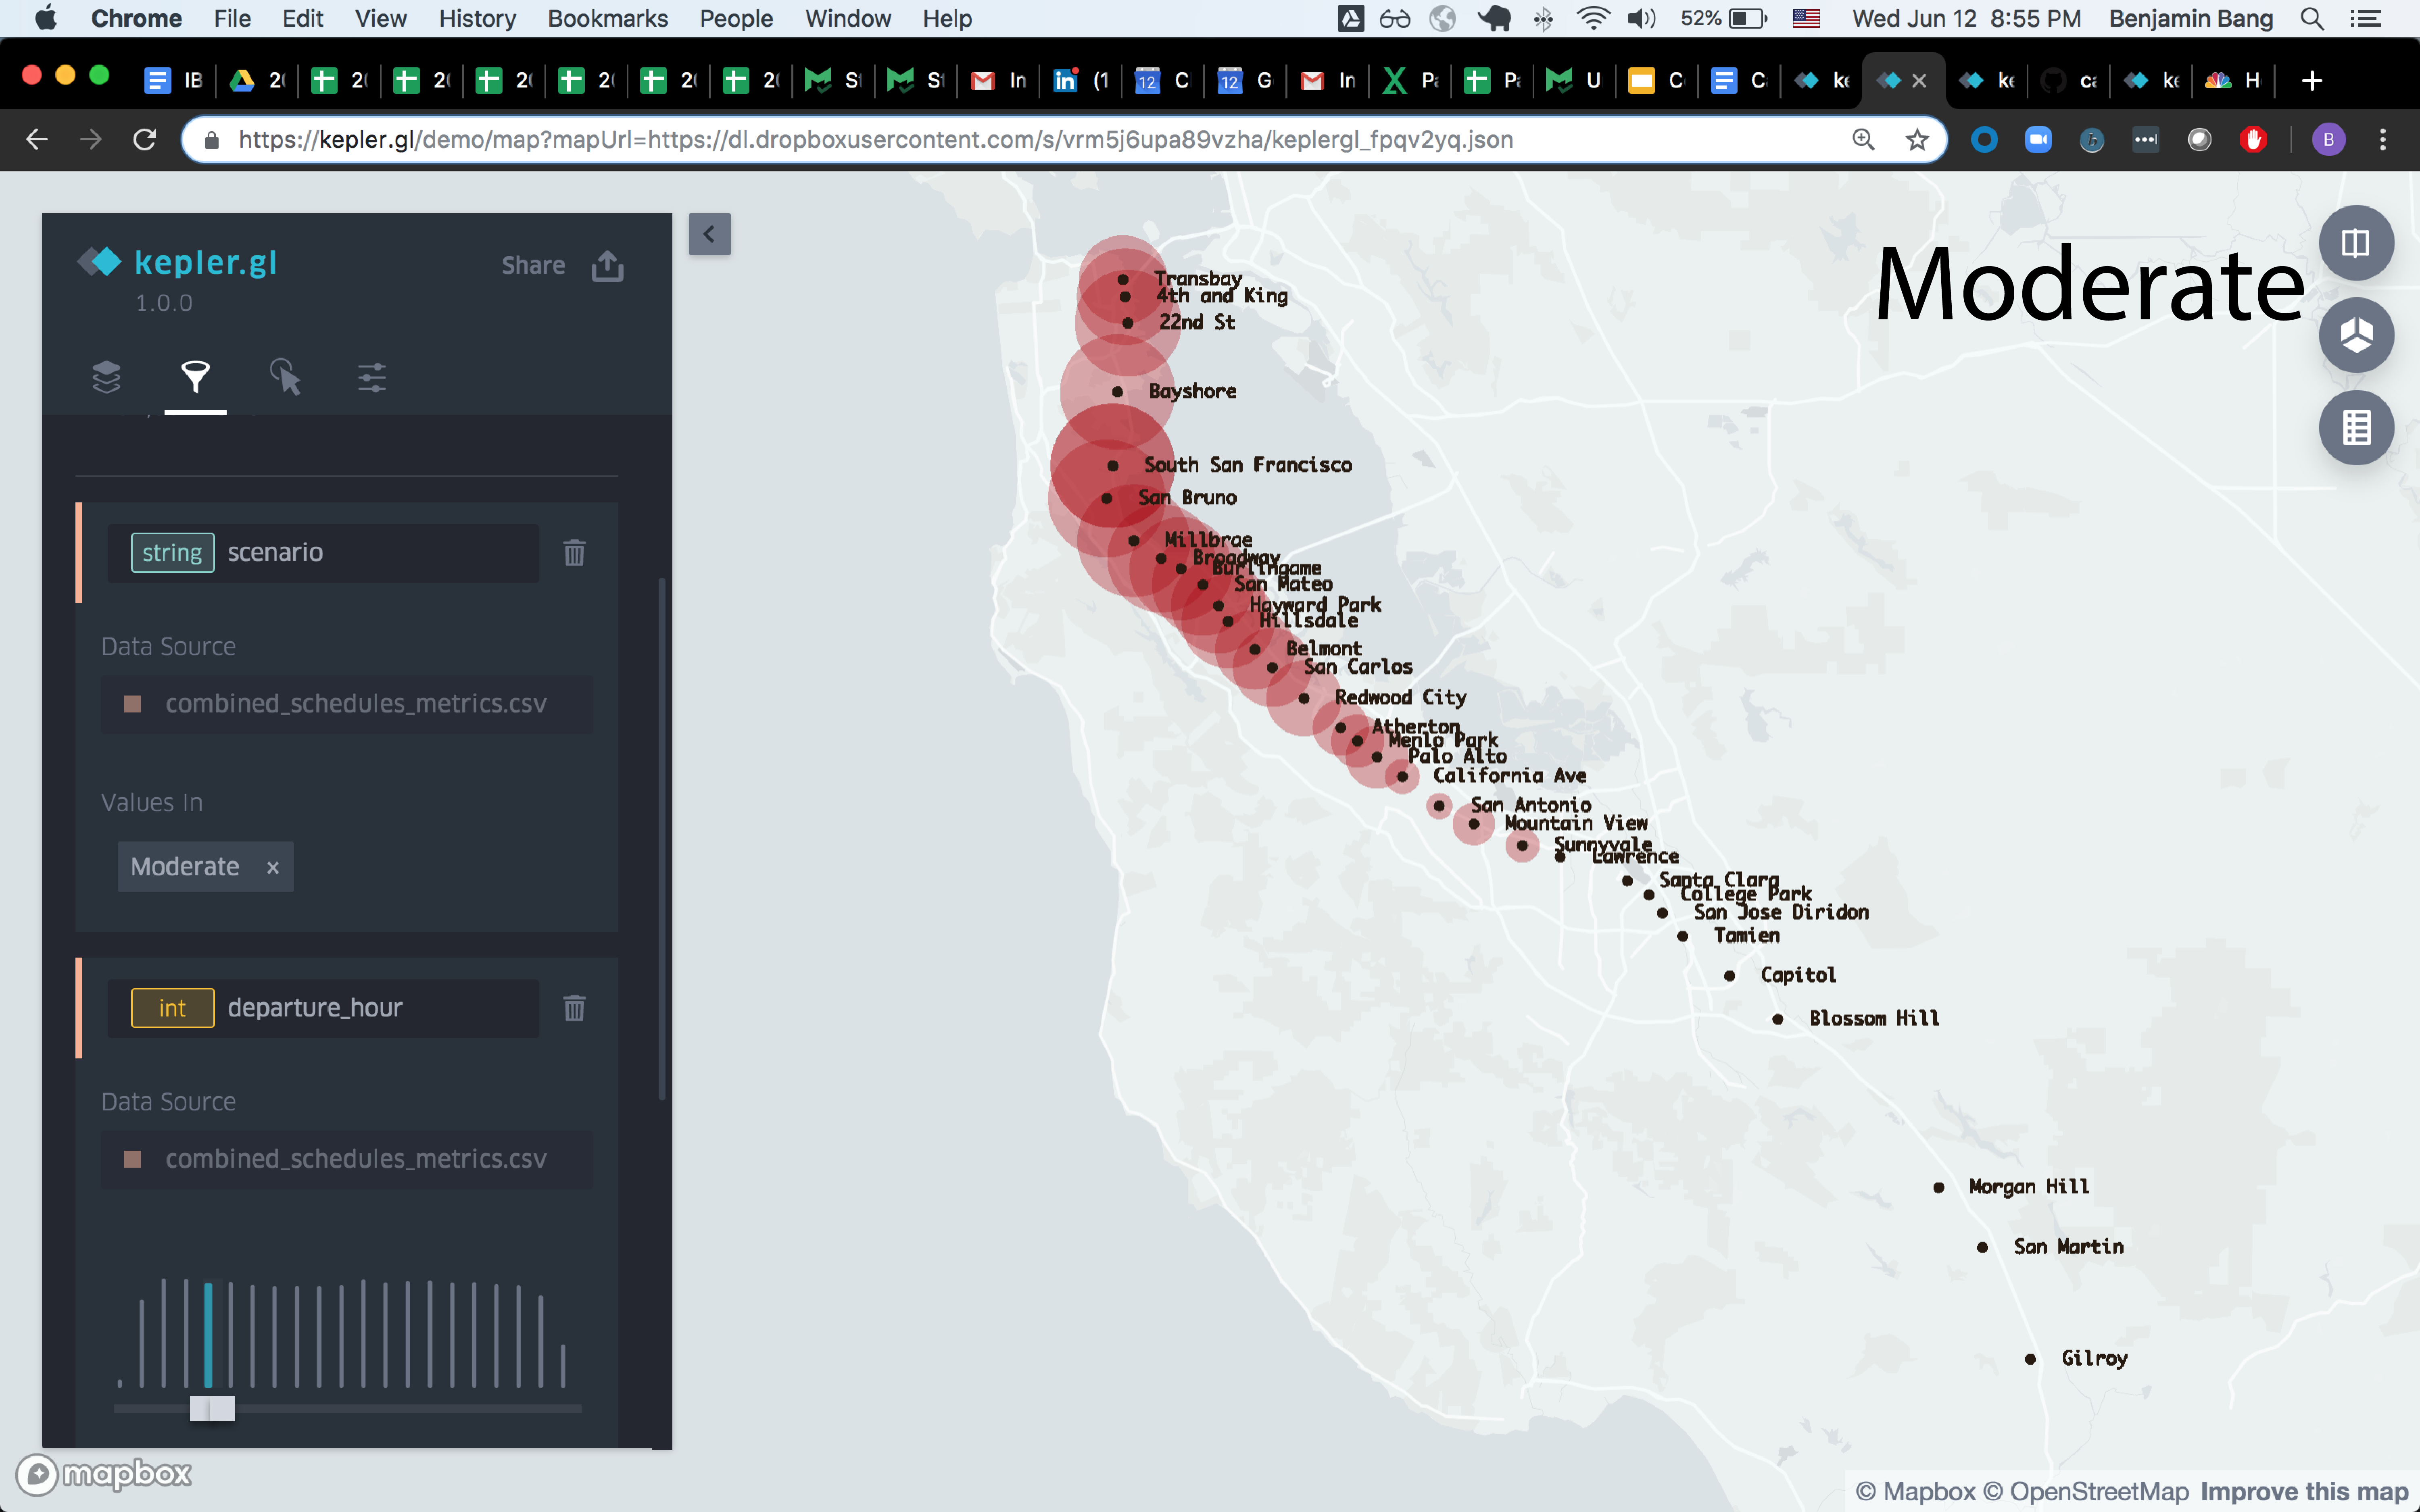 Chrome File Edit View History Bookmarks People Window Help 52% Wed Jun 12 8:55 PM Benjamin Bang
IB 2( 2( 2( 2( 2( 2( 2( S S In (1 12 C 12 G In P P U C C ke × ke ca ke H +
https://kepler.gl/demo/map?mapUrl=https://dl.dropboxusercontent.com/s/vrm5j6upa89vzha/keplergl_fpqv2yq.json B
kepler.gl
1.0.0
Share
string scenario
Data Source
combined_schedules_metrics.csv
Values In
Moderate ×
int departure_hour
Data Source
combined_schedules_metrics.csv
mapbox
Moderate
Transbay
4th and King
22nd St
Bayshore
South San Francisco
San Bruno
Millbrae
Broadway
Burlingame
San Mateo
Hayward Park
Hillsdale
Belmont
San Carlos
Redwood City
Atherton
Menlo Park
Palo Alto
California Ave
San Antonio
Mountain View
Sunnyvale
Lawrence
Santa Clara
College Park
San Jose Diridon
Tamien
Capitol
Blossom Hill
Morgan Hill
San Martin
Gilroy
© Mapbox © OpenStreetMap Improve this map